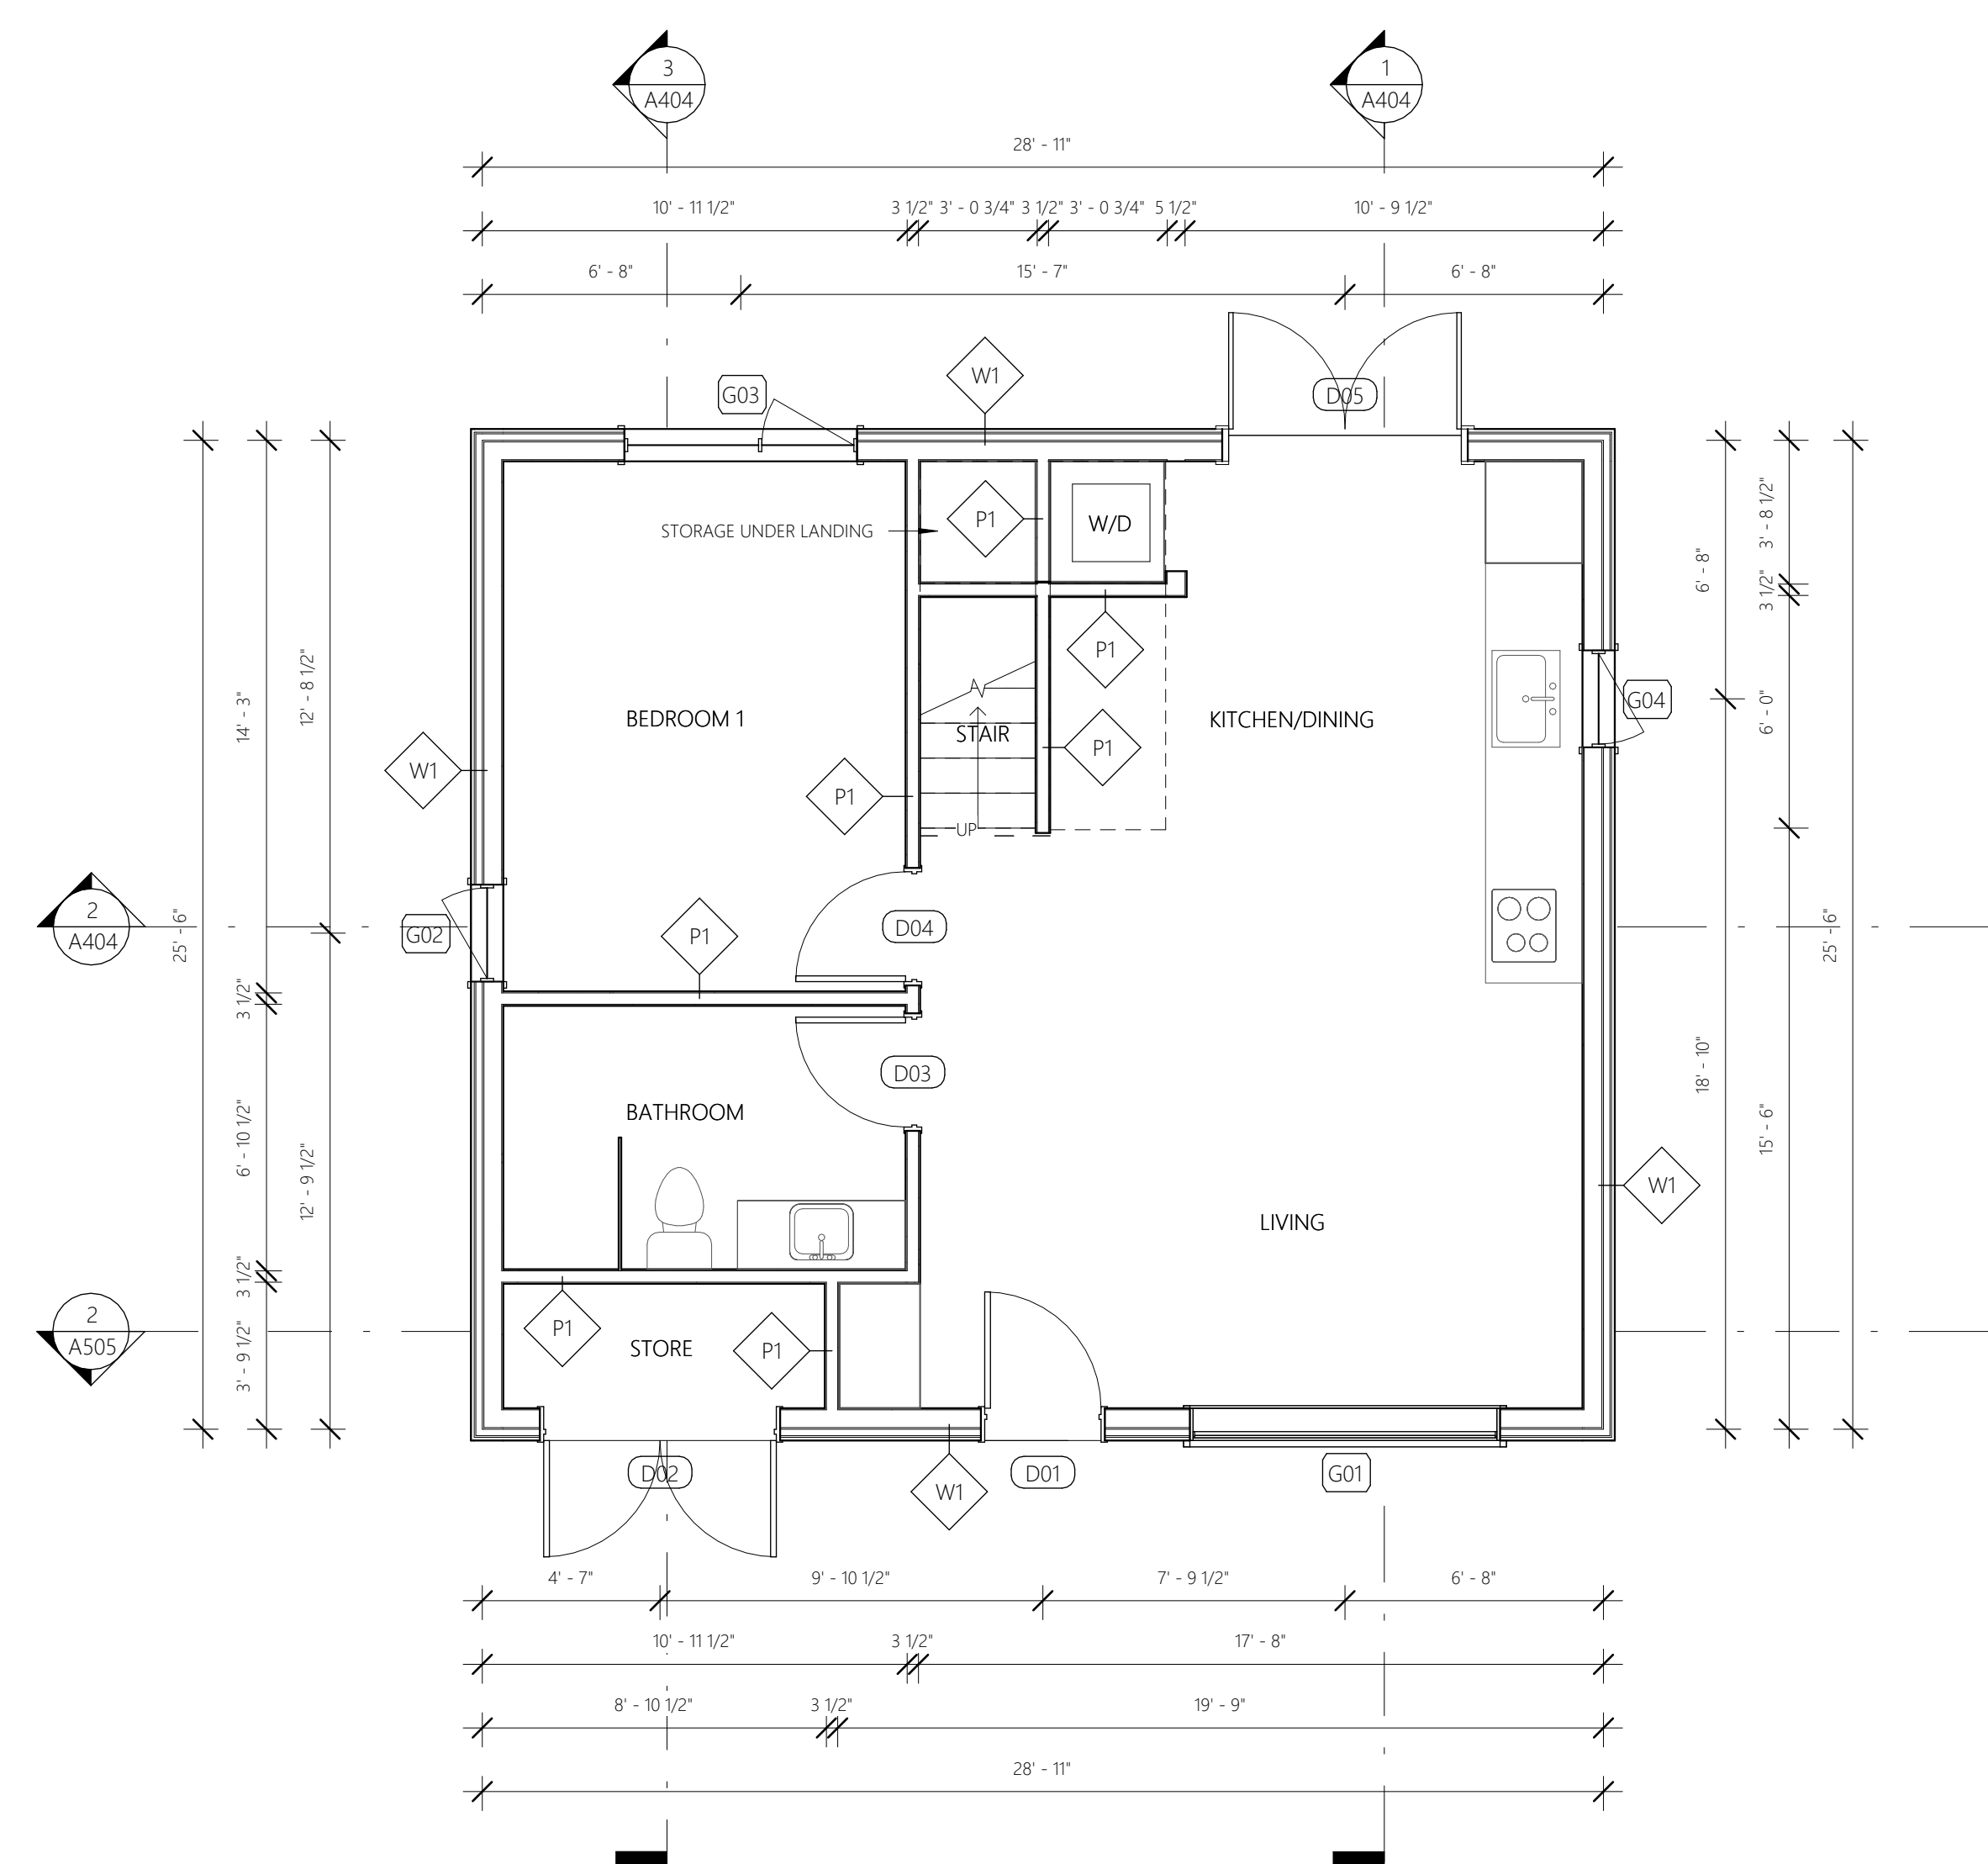 3
A404
1
A404
28' - 11"
10' - 11 1/2"
3 1/2"
3' - 0 3/4"
3 1/2"
3' - 0 3/4"
5 1/2"
10' - 9 1/2"
6' - 8"
15' - 7"
6' - 8"
W1
G03
D05
STORAGE UNDER LANDING
P1
W/D
3' - 8 1/2"
6' - 8"
3 1/2"
P1
12' - 8 1/2"
14' - 3"
BEDROOM 1
STAIR
P1
KITCHEN/DINING
G04
6' - 0"
W1
P1
UP
2
A404
25' - 6"
G02
P1
D04
25' - 6"
3 1/2"
D03
18' - 10"
BATHROOM
6' - 10 1/2"
12' - 9 1/2"
15' - 6"
W1
LIVING
3 1/2"
2
A505
3' - 9 1/2"
P1
STORE
P1
D02
W1
D01
G01
4' - 7"
9' - 10 1/2"
7' - 9 1/2"
6' - 8"
10' - 11 1/2"
3 1/2"
17' - 8"
8' - 10 1/2"
3 1/2"
19' - 9"
28' - 11"